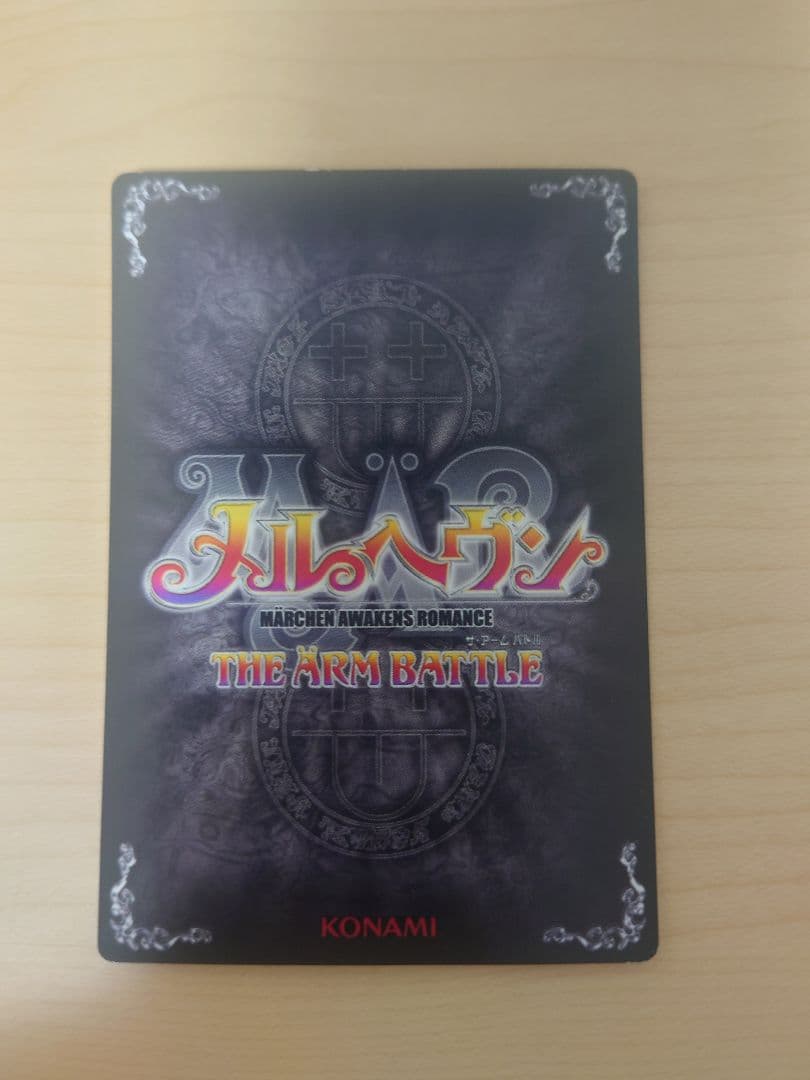 MÄR
メルヘヴン
MÄRCHEN AWAKENS ROMANCE
ザ・アーム バトル
THE ÄRM BATTLE
KONAMI